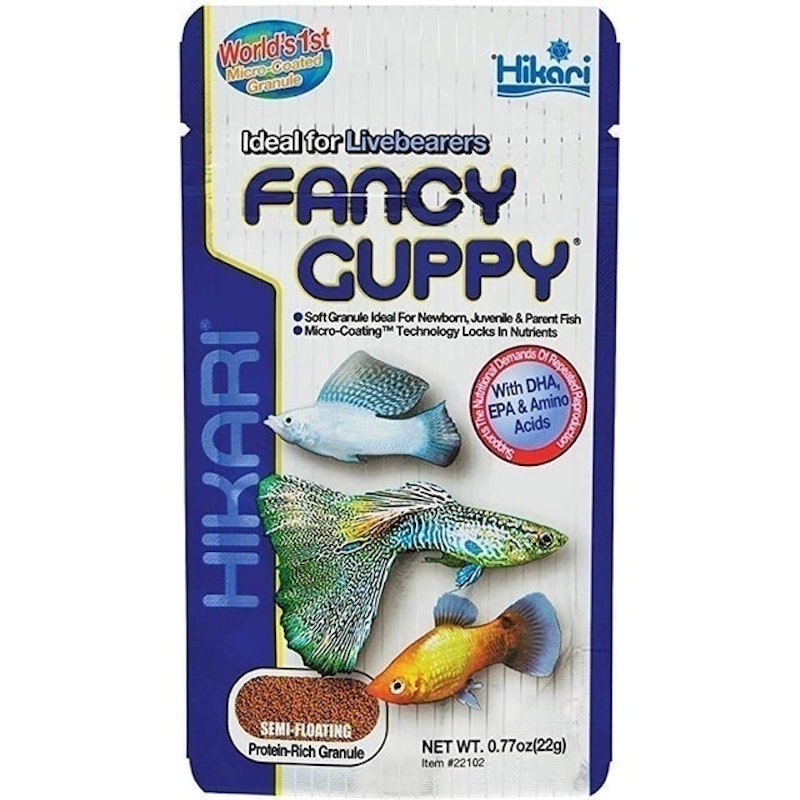 World's 1st
Micro-Coated
Granule
Hikari
Ideal for Livebearers
FANCY
GUPPY®
● Soft Granule Ideal For Newborn, Juvenile & Parent Fish
● Micro-Coating™ Technology Locks In Nutrients
Supports The Nutritional Demands Of Repeated Reproduction
With DHA,
EPA & Amino
Acids
HIKARI®
SEMI-FLOATING
Protein-Rich Granule
NET WT. 0.77oz(22g)
Item #22102